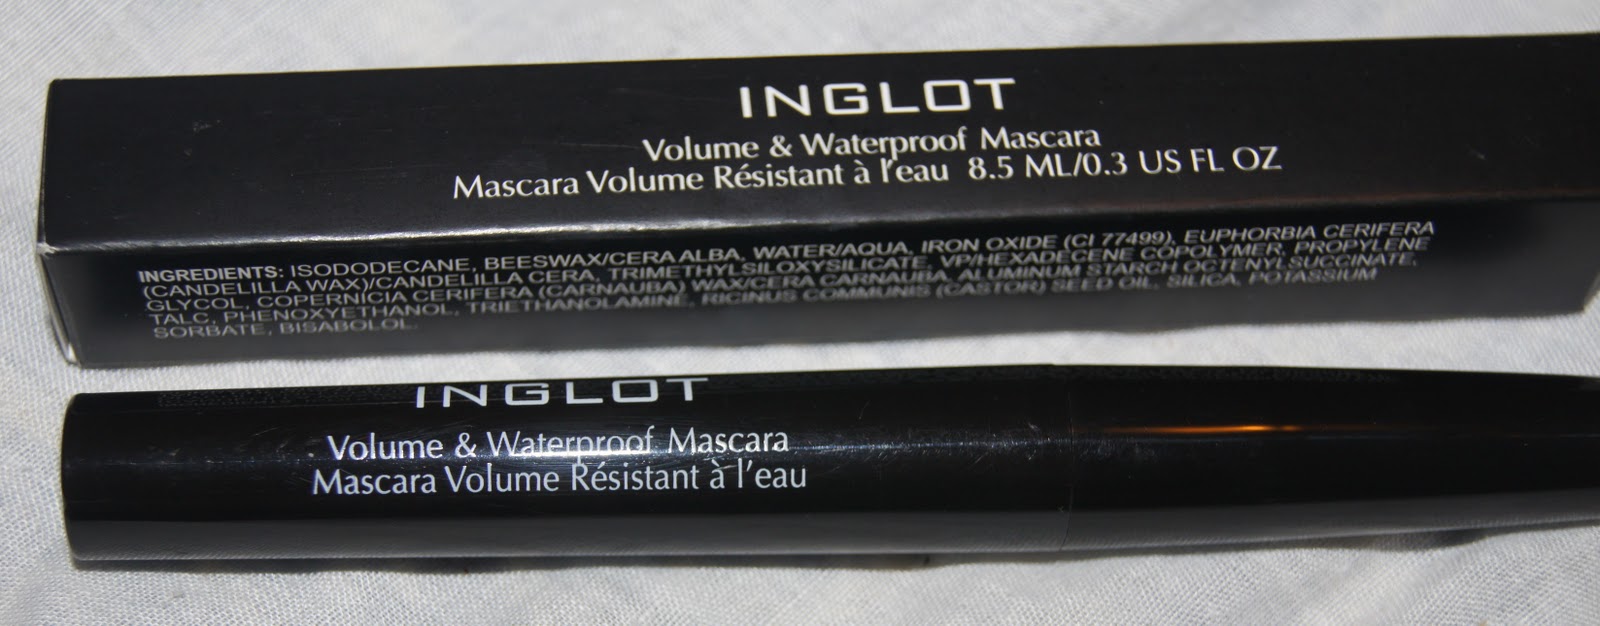 INGLOT
Volume & Waterproof Mascara
Mascara Volume Résistant à l'eau 8.5 ML/0.3 US FL OZ
INGREDIENTS: ISODODECANE, BEESWAX/CERA ALBA, WATER/AQUA, IRON OXIDE (CI 77499), EUPHORBIA CERIFERA
(CANDELILLA WAX)/CANDELILLA CERA, TRIMETHYLSILOXYSILICATE, VP/HEXADECENE COPOLYMER, PROPYLENE
GLYCOL, COPERNICIA CERIFERA (CARNAUBA) WAX/CERA CARNAUBA, ALUMINUM STARCH OCTENYLSUCCINATE,
TALC, PHENOXYETHANOL, TRIETHANOLAMINE, RICINUS COMMUNIS (CASTOR) SEED OIL, SILICA, POTASSIUM
SORBATE, BISABOLOL.
INGLOT
Volume & Waterproof Mascara
Mascara Volume Résistant à l'eau